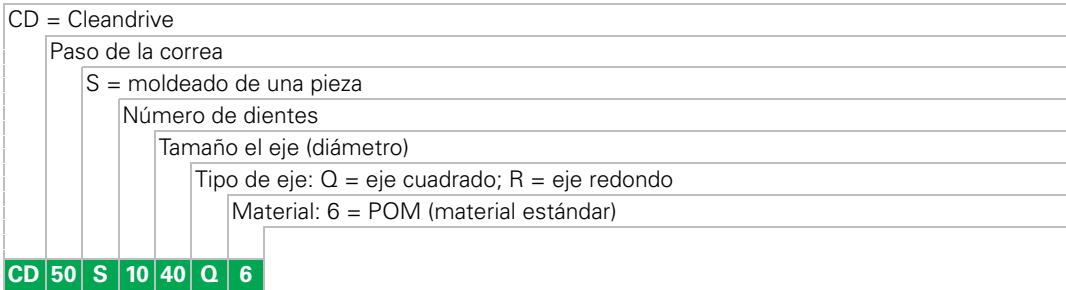 CD = Cleandrive
Paso de la correa
S = moldeado de una pieza
Número de dientes
Tamaño el eje (diámetro)
Tipo de eje: Q = eje cuadrado; R = eje redondo
Material: 6 = POM (material estándar)
CD 50 S 10 40 Q 6